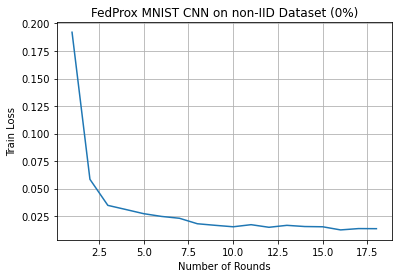 FedProx MNIST CNN on non-IID Dataset (0%)
Train Loss
0.200
0.175
0.150
0.125
0.100
0.075
0.050
0.025
2.5 5.0 7.5 10.0 12.5 15.0 17.5
Number of Rounds